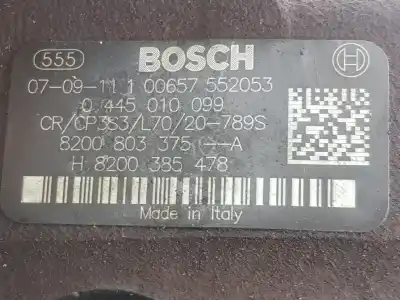 555 BOSCH
07-09-11 1 00657 552053
0 445 010 099
CR/CP3S3/L70/20-789S
8200 803 375 --A
H 8200 385 478
Made in Italy